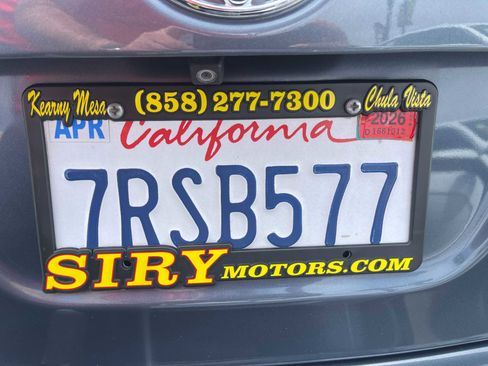 Kearny Mesa (858) 277-7300 Chula Vista
APR California 2026
7RSB577
SIRY MOTORS.COM